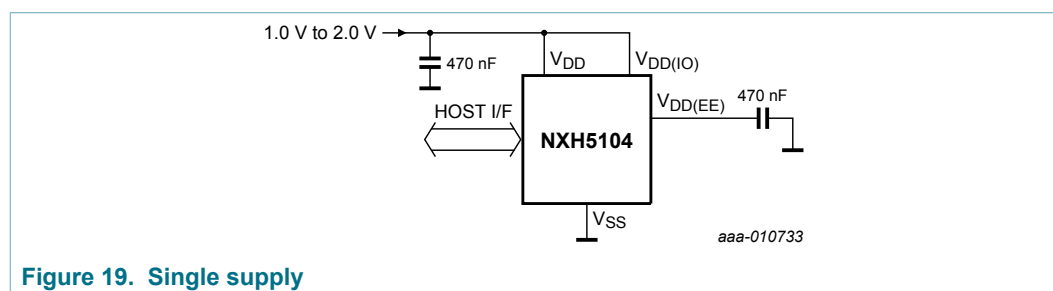 1.0 V to 2.0 V
470 nF
VDD
VDD(IO)
VDD(EE)
470 nF
HOST I/F
NXH5104
VSS
aaa-010733
Figure 19. Single supply